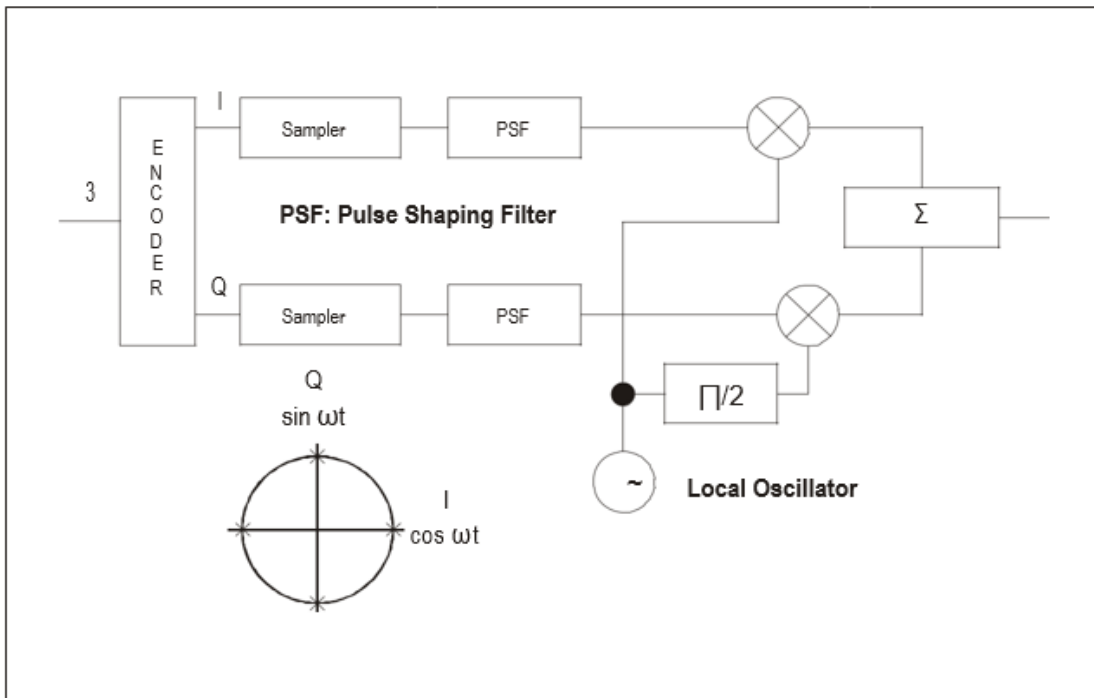 I
Sampler
PSF
E
N
C
O
D
E
R
3
PSF: Pulse Shaping Filter
Σ
Q
Sampler
PSF
∏/2
Q
sin ωt
~
Local Oscillator
I
cos ωt